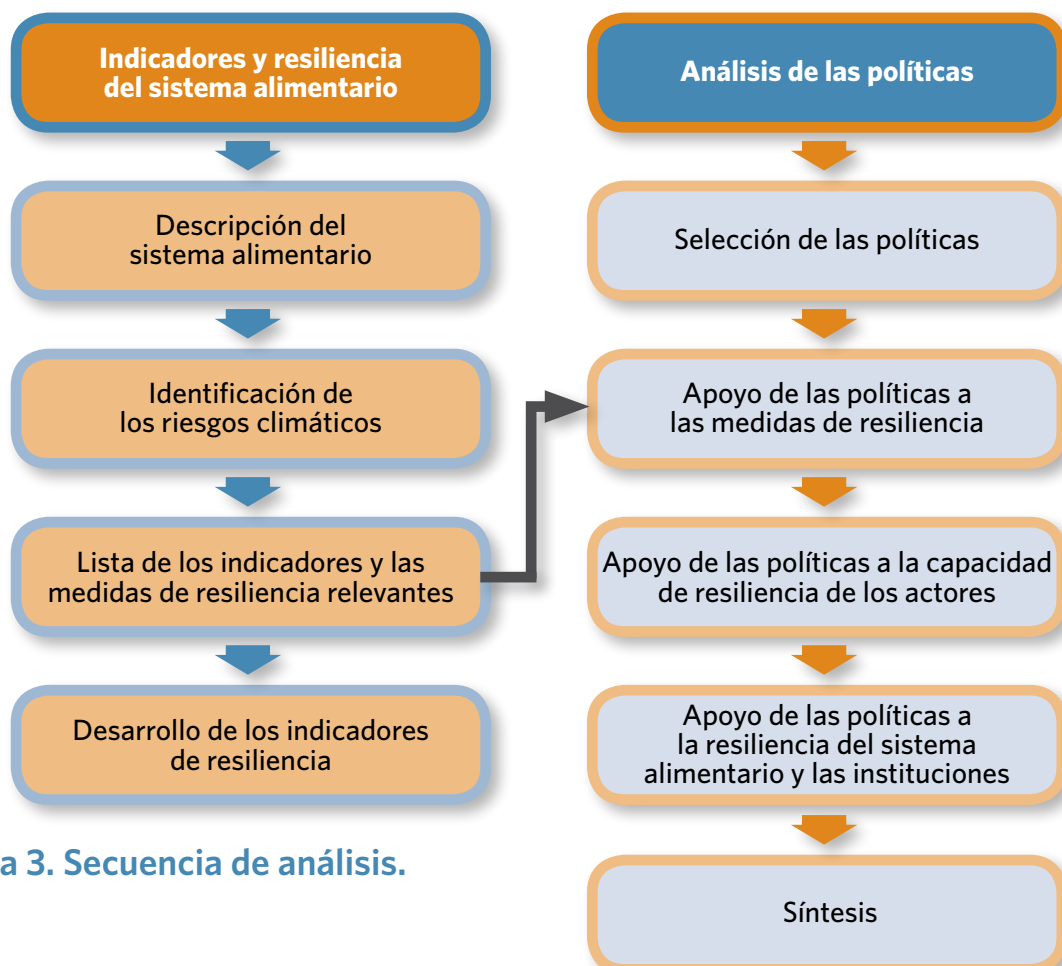 Indicadores y resiliencia
del sistema alimentario
Descripción del
sistema alimentario
Identificación de
los riesgos climáticos
Lista de los indicadores y las
medidas de resiliencia relevantes
Desarrollo de los indicadores
de resiliencia
Análisis de las políticas
Selección de las políticas
Apoyo de las políticas a
las medidas de resiliencia
Apoyo de las políticas a la capacidad
de resiliencia de los actores
Apoyo de las políticas a
la resiliencia del sistema
alimentario y las instituciones
Síntesis
a 3. Secuencia de análisis.